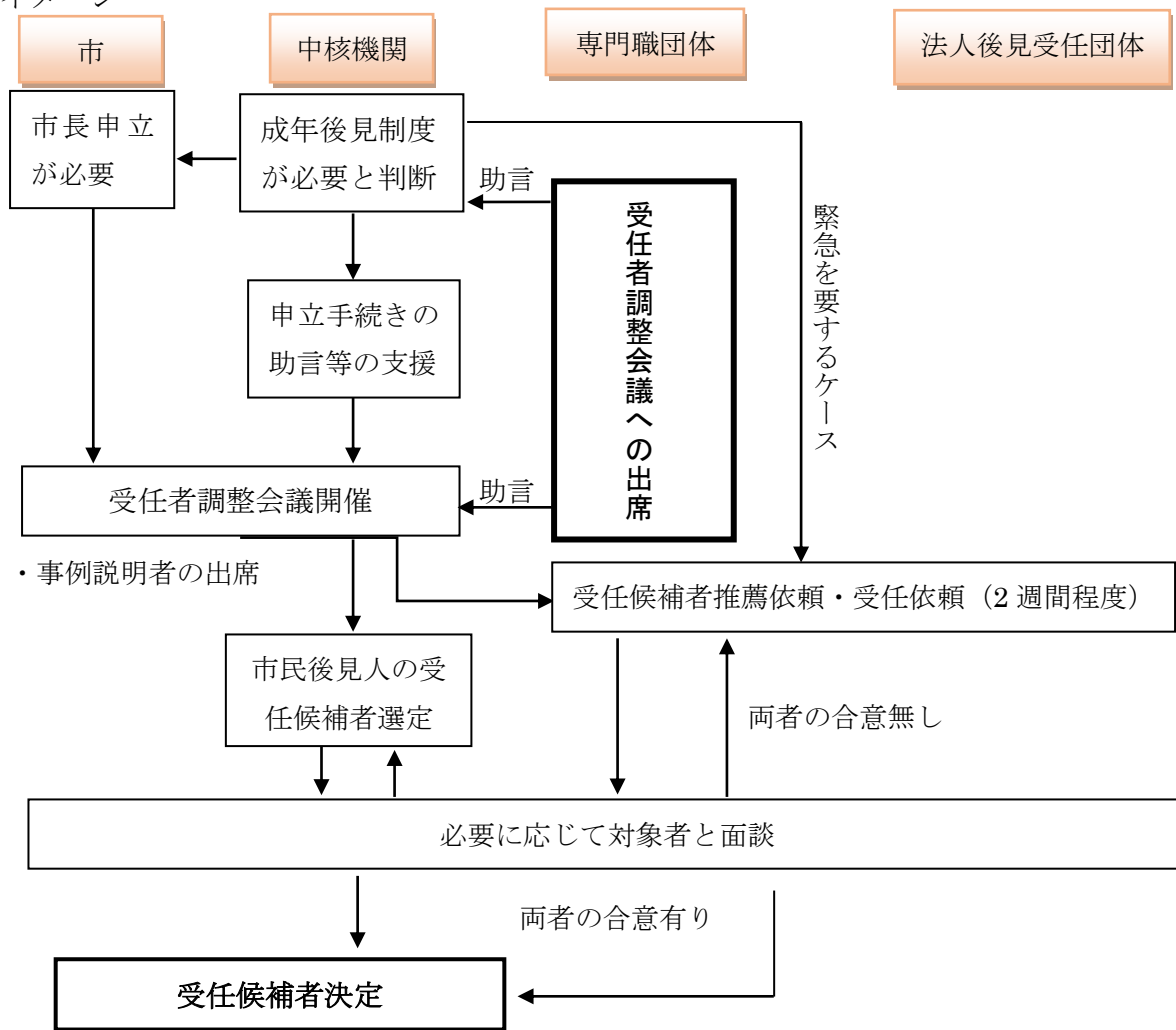 市
中核機関
専門職団体
法人後見受任団体
市長申立
が必要
成年後見制度
が必要と判断
助言
受任者調整会議への出席
緊急を要するケース
申立手続きの
助言等の支援
受任者調整会議開催
助言
・事例説明者の出席
受任候補者推薦依頼・受任依頼（2 週間程度）
市民後見人の受
任候補者選定
両者の合意無し
必要に応じて対象者と面談
両者の合意有り
受任候補者決定